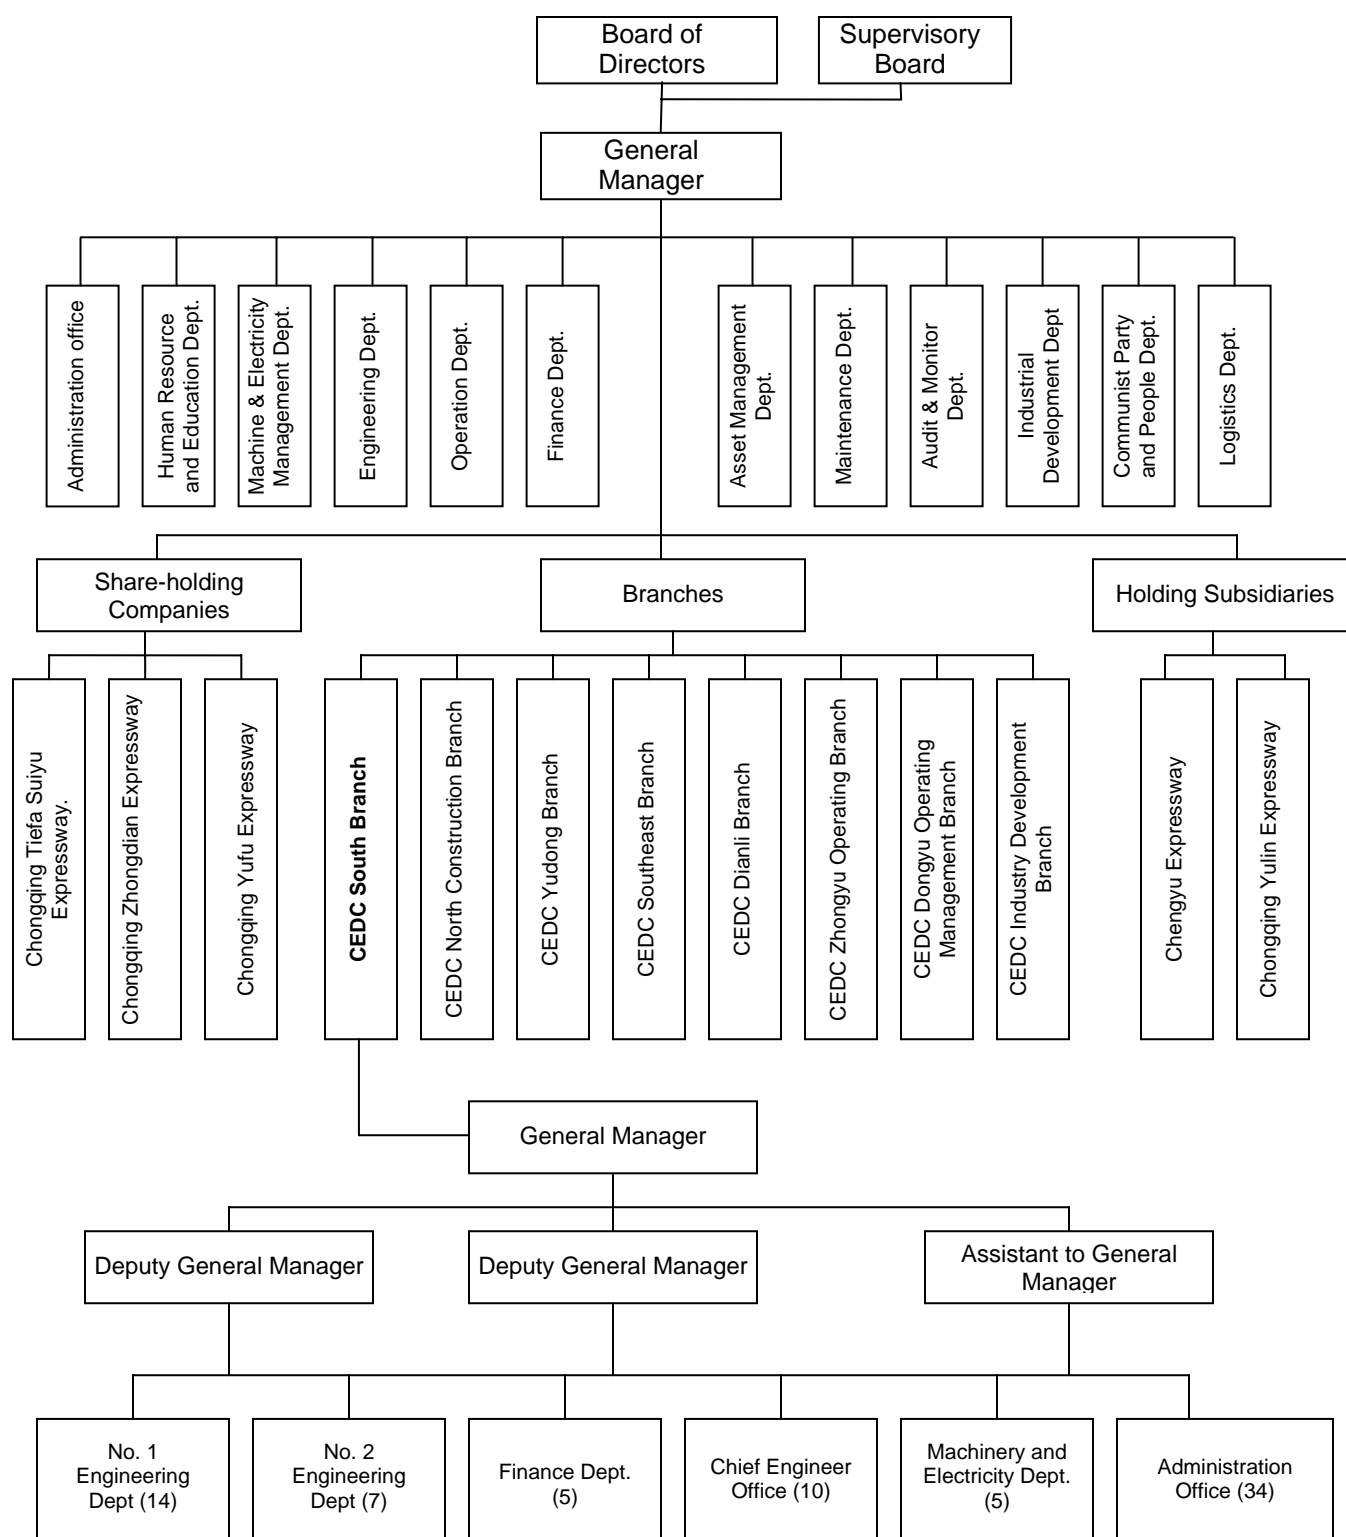 Board of
Directors
Supervisory
Board
General
Manager
Administration office
Human Resource
and Education Dept.
Machine & Electricity
Management Dept.
Engineering Dept.
Operation Dept.
Finance Dept.
Asset Management
Dept.
Maintenance Dept.
Audit & Monitor
Dept.
Industrial
Development Dept
Communist Party
and People Dept.
Logistics Dept.
Share-holding
Companies
Branches
Holding Subsidiaries
Chongqing Tiefa Suiyu
Expressway.
Chongqing Zhongdian Expressway
Chongqing Yufu Expressway
CEDC South Branch
CEDC North Construction Branch
CEDC Yudong Branch
CEDC Southeast Branch
CEDC Dianli Branch
CEDC Zhongyu Operating Branch
CEDC Dongyu Operating
Management Branch
CEDC Industry Development
Branch
Chengyu Expressway
Chongqing Yulin Expressway
General Manager
Deputy General Manager
Deputy General Manager
Assistant to General
Manager
No. 1
Engineering
Dept (14)
No. 2
Engineering
Dept (7)
Finance Dept.
(5)
Chief Engineer
Office (10)
Machinery and
Electricity Dept.
(5)
Administration
Office (34)